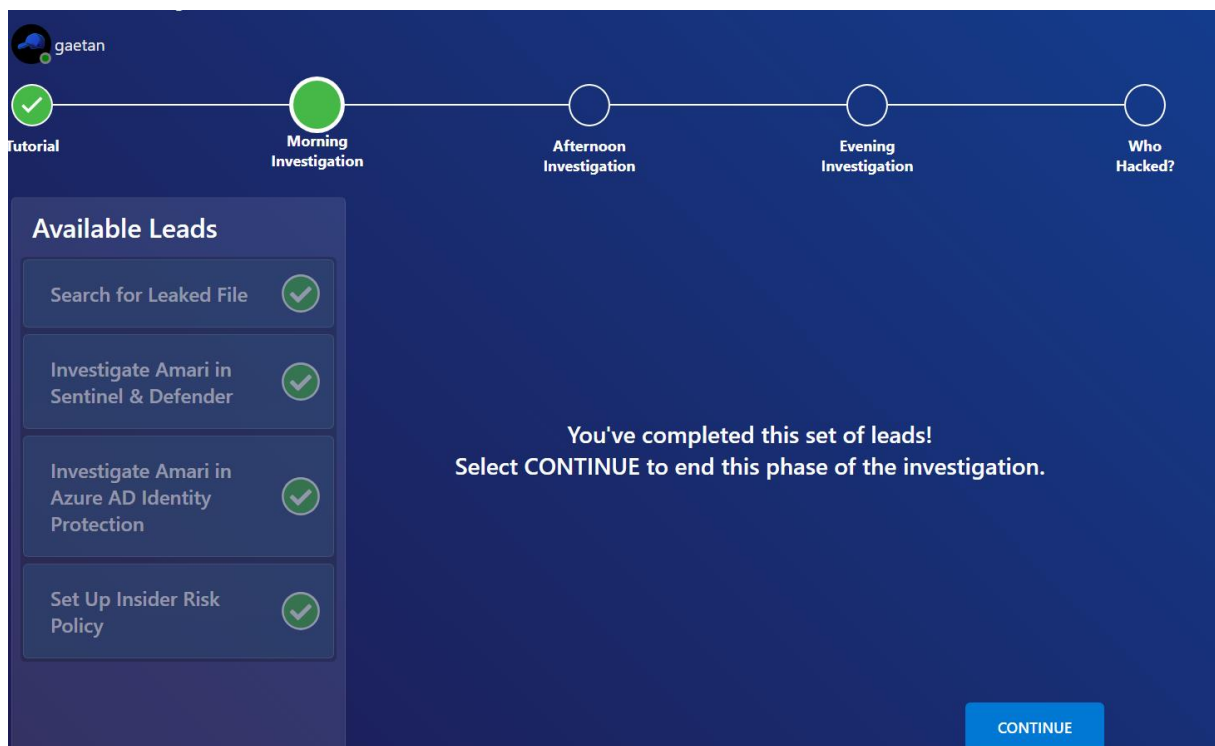 gaetan
Tutorial
Morning
Investigation
Afternoon
Investigation
Evening
Investigation
Who
Hacked?
Available Leads
Search for Leaked File
Investigate Amari in
Sentinel & Defender
Investigate Amari in
Azure AD Identity
Protection
Set Up Insider Risk
Policy
You've completed this set of leads!
Select CONTINUE to end this phase of the investigation.
CONTINUE